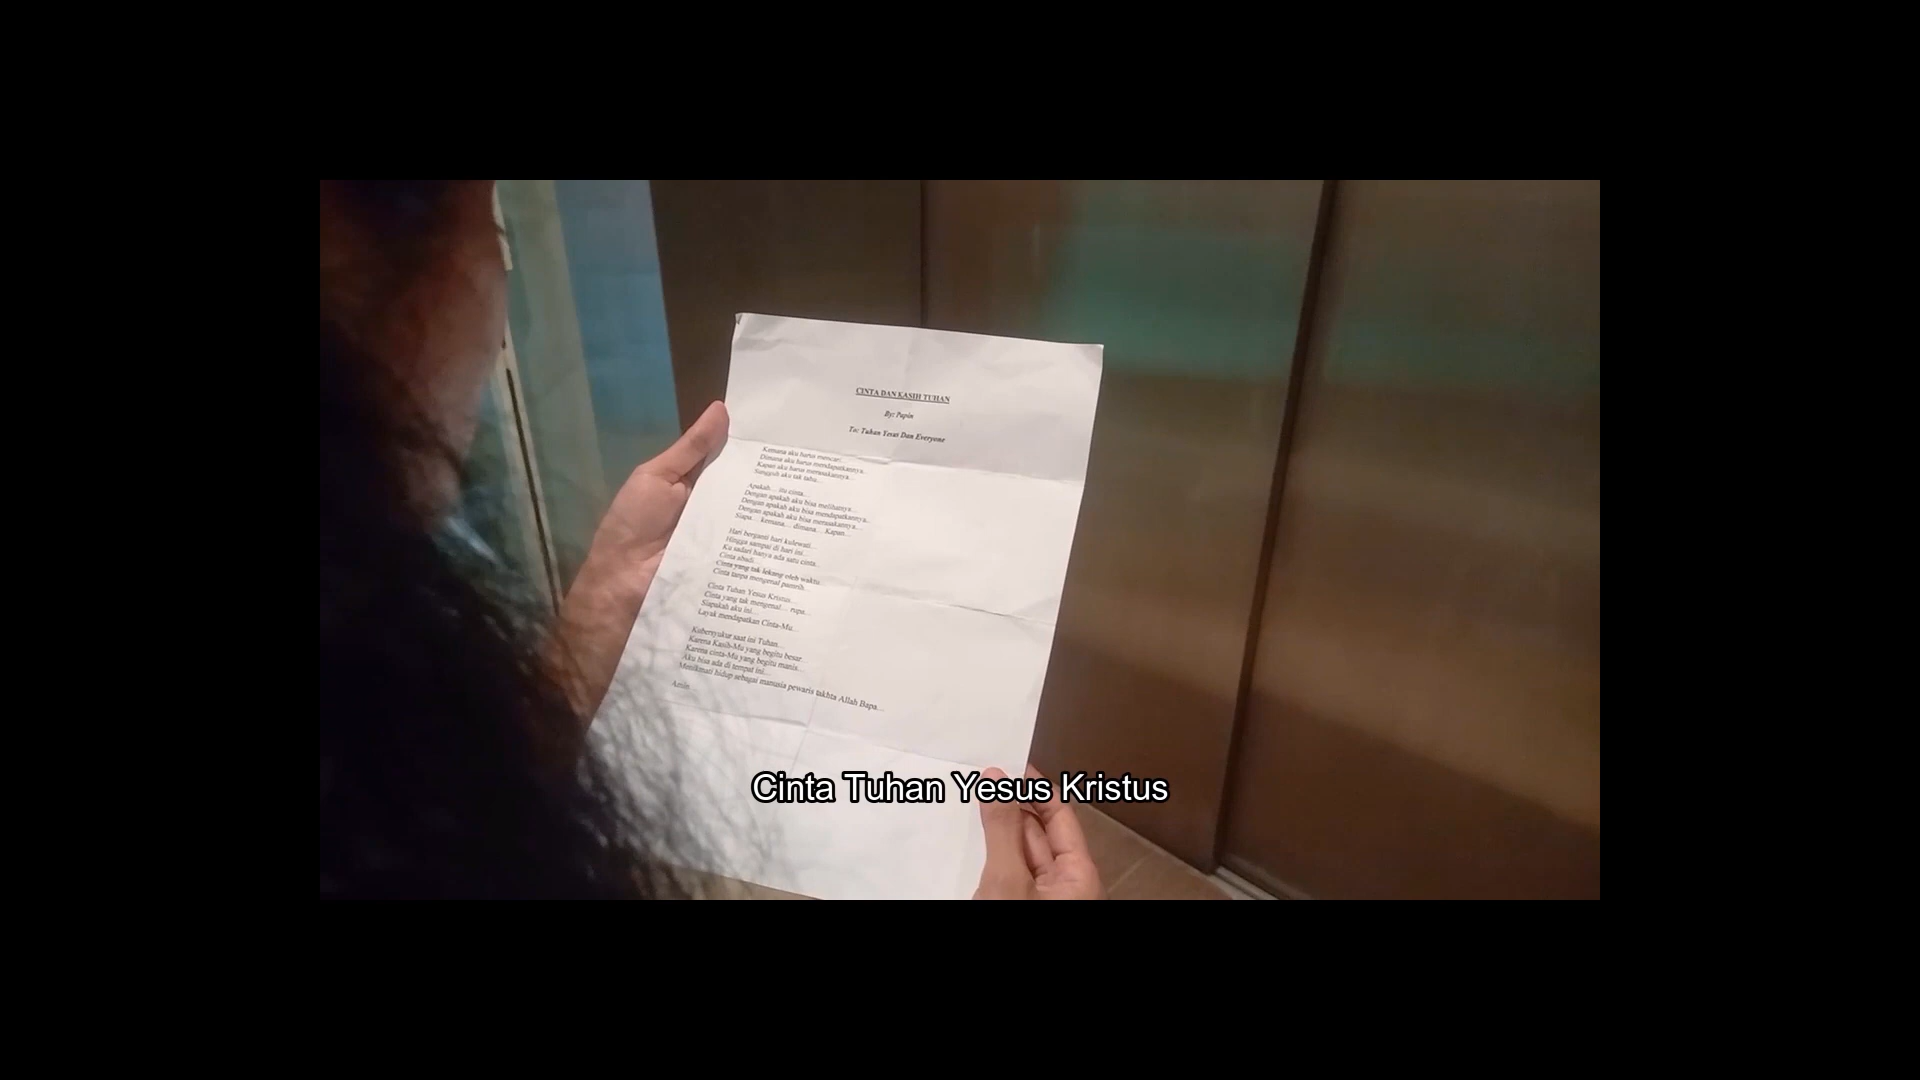 CINTA DAN KASIH TUHAN
By: Papin
To: Tuhan Yesus Dan Everyone
Kemana aku harus mencari...
Dimana aku harus mendapatkannya...
Kapan aku harus merasakannya...
Sungguh aku tak tahu...
Apakah... itu cinta...
Dengan apakah aku bisa melihatnya...
Dengan apakah aku bisa mendapatkannya...
Dengan apakah aku bisa merasakannya...
Siapa... kemana... dimana... Kapan...
Hari berganti hari kulewati...
Hingga sampai di hari ini...
Ku sadari hanya ada satu cinta...
Cinta abadi...
Cinta yang tak lekang oleh waktu...
Cinta tanpa mengenal pamrih...
Cinta Tuhan Yesus Kristus...
Cinta yang tak mengenal... rupa...
Siapakah aku ini...
Layak mendapatkan Cinta-Mu...
Kubersyukur saat ini Tuhan...
Karena Kasih-Mu yang begitu besar...
Karena cinta-Mu yang begitu manis...
Aku bisa ada di tempat ini...
Menikmati hidup sebagai manusia pewaris takhta Allah Bapa...
Amin...
Cinta Tuhan Yesus Kristus